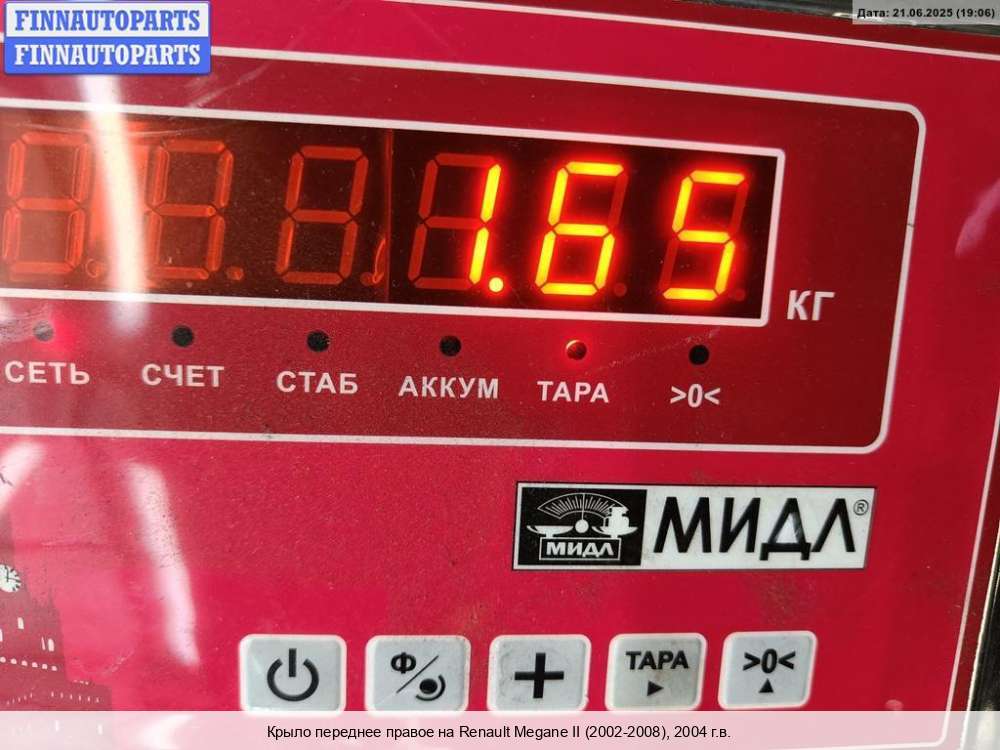 FINNAUTOPARTS
FINNAUTOPARTS
Дата: 21.06.2025 (19:06)
1.65
КГ
СЕТЬ СЧЕТ СТАБ АККУМ ТАРА >0<
МИДЛ МИДЛ®
Ф ТАРА >0<
Крыло переднее правое на Renault Megane II (2002-2008), 2004 г.в.